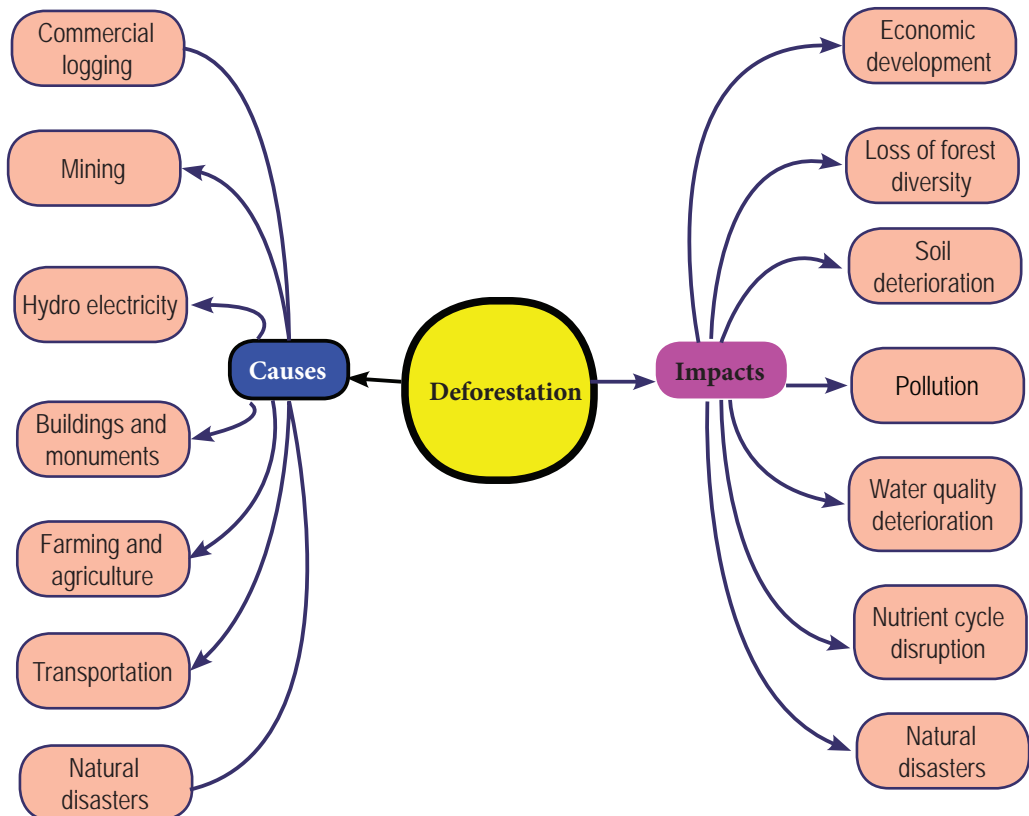 Commercial
logging
Mining
Hydro electricity
Causes
Buildings and
monuments
Farming and
agriculture
Transportation
Natural
disasters
Deforestation
Impacts
Economic
development
Loss of forest
diversity
Soil
deterioration
Pollution
Water quality
deterioration
Nutrient cycle
disruption
Natural
disasters